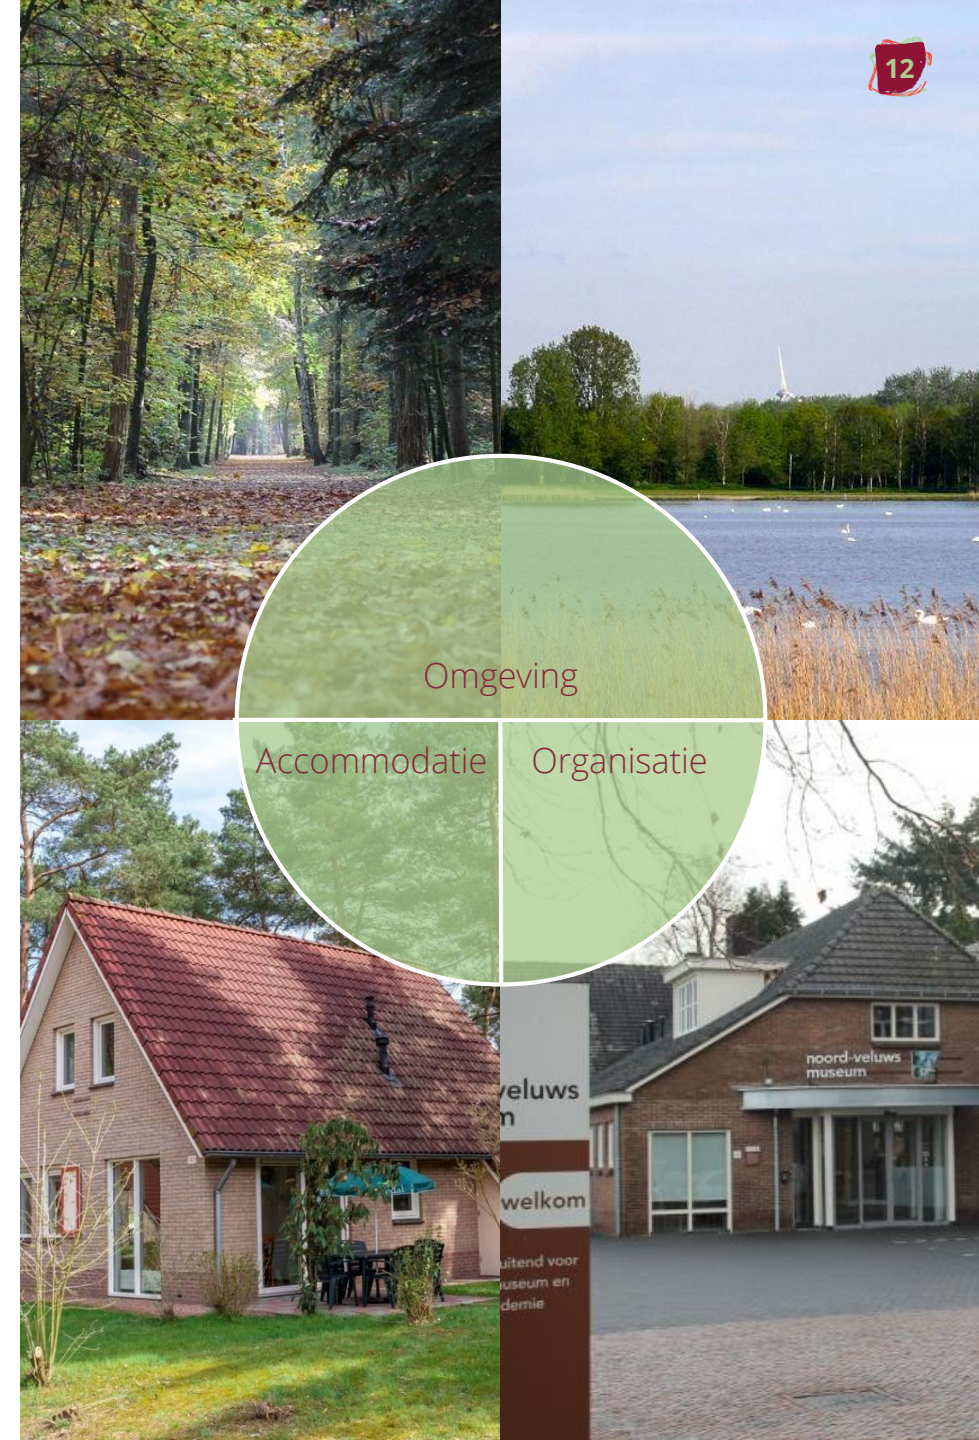 12
Omgeving
Accommodatie Organisatie
noord-veluws
museum
veluws
welkom
uitend voor
useum en
demie